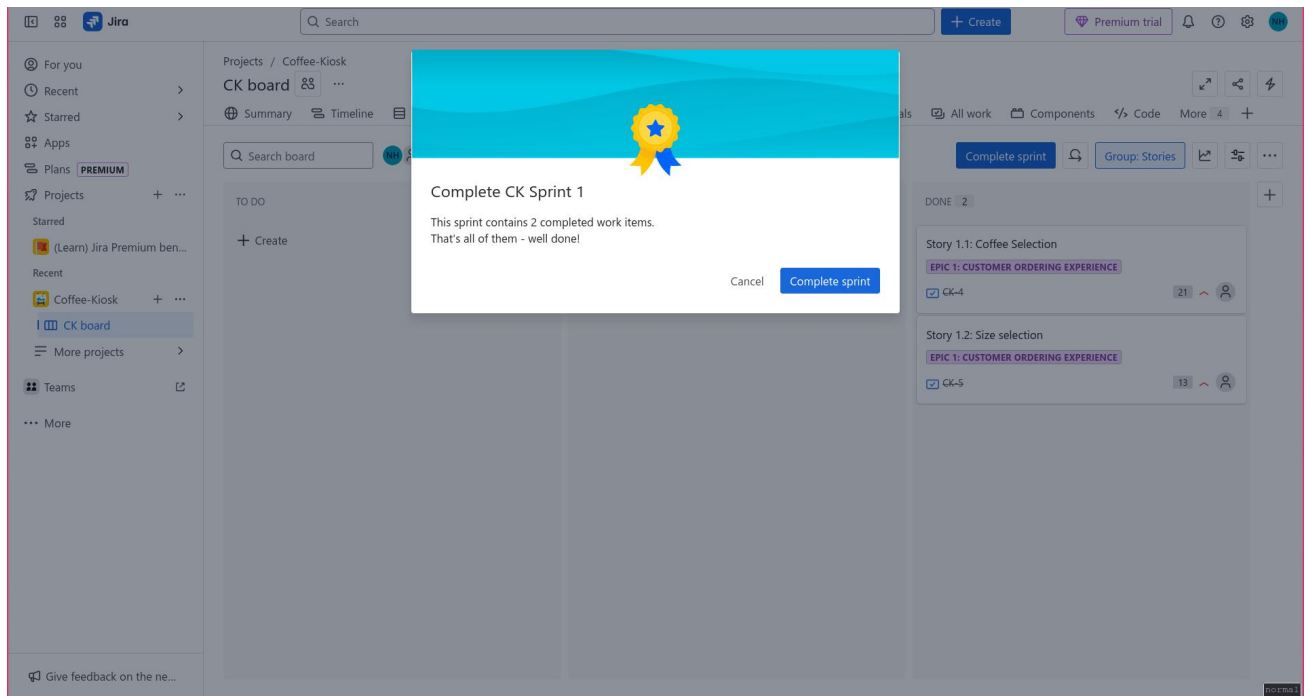 Jira
Search
+ Create
Premium trial
NH
For you
Recent
Starred
Apps
Plans PREMIUM
Projects
Starred
(Learn) Jira Premium ben...
Recent
Coffee-Kiosk
CK board
More projects
Teams
More
Give feedback on the ne...
Projects / Coffee-Kiosk
CK board
Summary
Timeline
als
All work
Components
Code
More 4
Search board
NH
Complete sprint
Group: Stories
TO DO
+ Create
Complete CK Sprint 1
This sprint contains 2 completed work items.
That's all of them - well done!
Cancel
Complete sprint
DONE 2
Story 1.1: Coffee Selection
EPIC 1: CUSTOMER ORDERING EXPERIENCE
CK-4
21
Story 1.2: Size selection
EPIC 1: CUSTOMER ORDERING EXPERIENCE
CK-5
13
normal